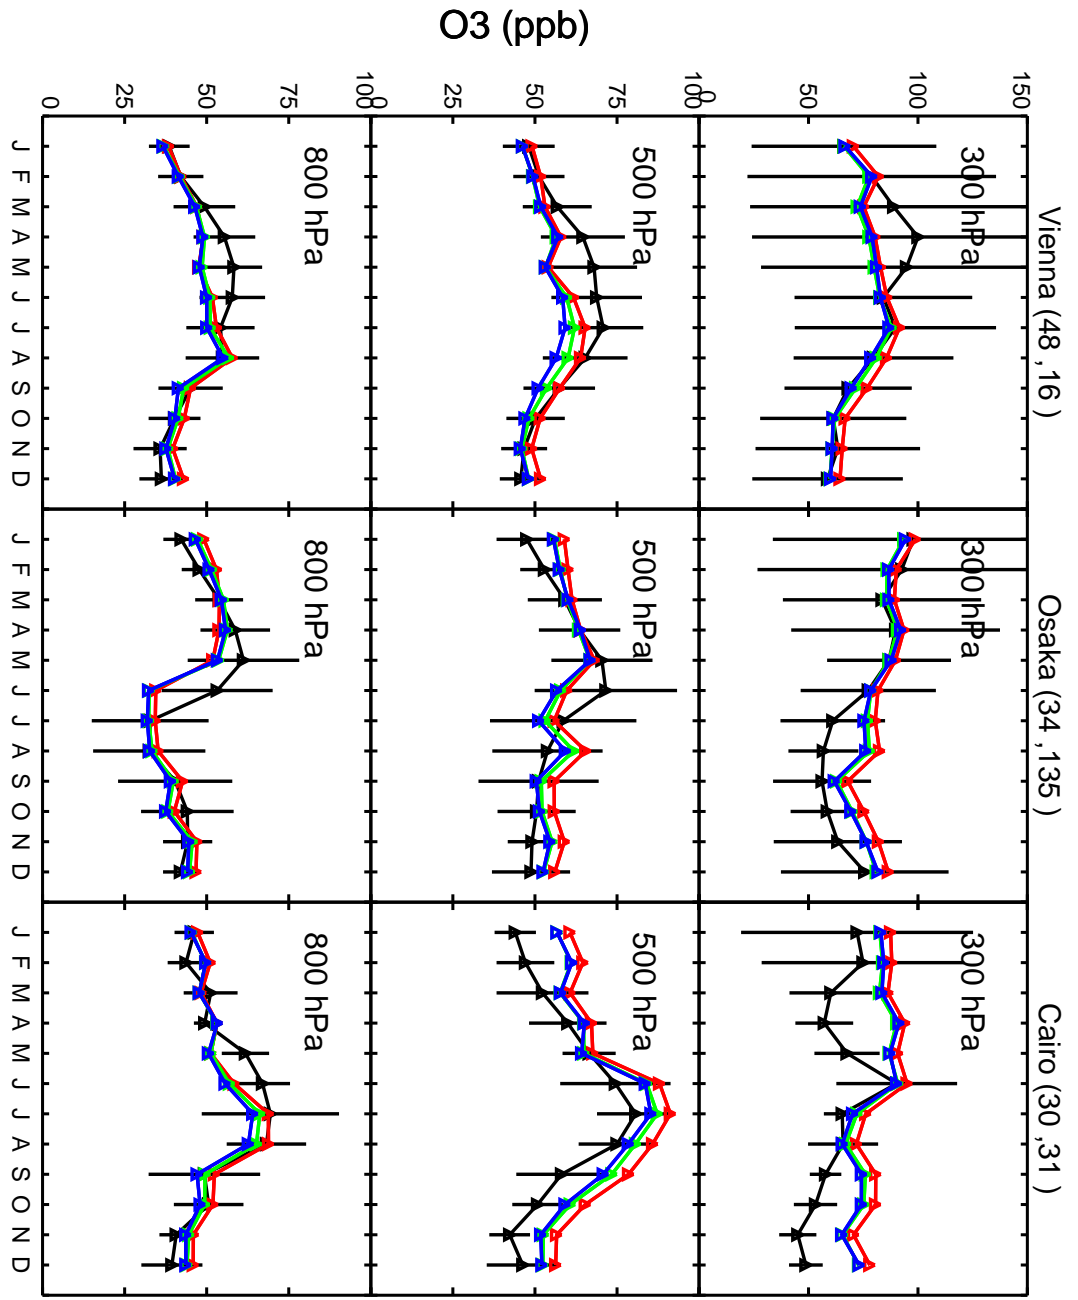 O3 (ppb)
Vienna (48 ,16 )
Osaka (34 ,135 )
Cairo (30 ,31 )
150
100
50
0
300 hPa
300 hPa
300 hPa
100
75
50
25
0
500 hPa
500 hPa
500 hPa
100
75
50
25
0
800 hPa
800 hPa
800 hPa
J F M A M J J A S O N D
J F M A M J J A S O N D
J F M A M J J A S O N D